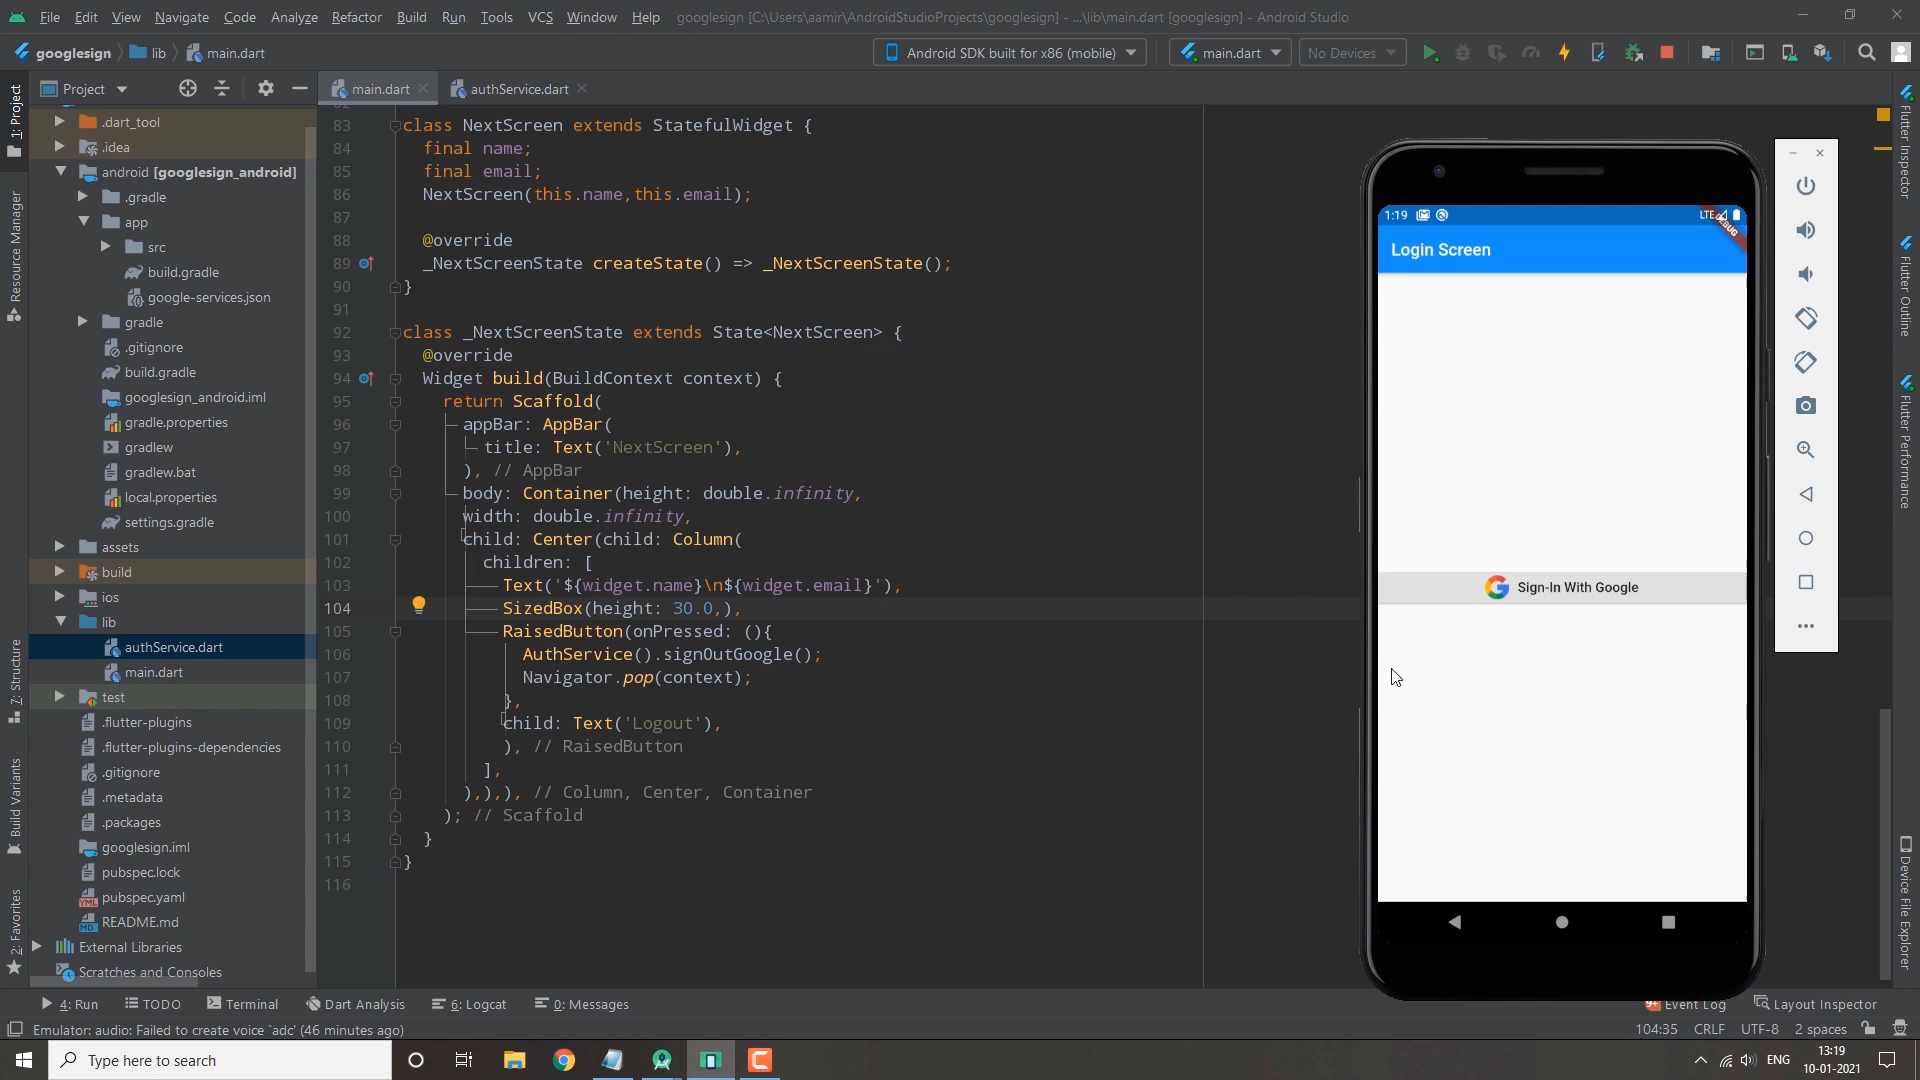 File Edit View Navigate Code Analyze Refactor Build Run Tools VCS Window Help googlesign [C:\Users\aamir\AndroidStudioProjects\googlesign] - ...\lib\main.dart [googlesign] - Android Studio
googlesign lib main.dart Android SDK built for x86 (mobile) main.dart No Devices
Project main.dart authService.dart
1: Project
Resource Manager
7: Structure
Build Variants
2: Favorites
.dart_tool
.idea
android [googlesign_android]
.gradle
app
src
build.gradle
google-services.json
gradle
.gitignore
build.gradle
googlesign_android.iml
gradle.properties
gradlew
gradlew.bat
local.properties
settings.gradle
assets
build
ios
lib
authService.dart
main.dart
test
.flutter-plugins
.flutter-plugins-dependencies
.gitignore
.metadata
.packages
googlesign.iml
pubspec.lock
pubspec.yaml
README.md
External Libraries
Scratches and Consoles
83 class NextScreen extends StatefulWidget {
84 final name;
85 final email;
86 NextScreen(this.name,this.email);
87
88 @override
89 _NextScreenState createState() => _NextScreenState();
90 }
91
92 class _NextScreenState extends State<NextScreen> {
93 @override
94 Widget build(BuildContext context) {
95 return Scaffold(
96 appBar: AppBar(
97 title: Text('NextScreen'),
98 ), // AppBar
99 body: Container(height: double.infinity,
100 width: double.infinity,
101 child: Center(child: Column(
102 children: [
103 Text('${widget.name}\n${widget.email}'),
104 SizedBox(height: 30.0,),
105 RaisedButton(onPressed: (){
106 AuthService().signOutGoogle();
107 Navigator.pop(context);
108 },
109 child: Text('Logout'),
110 ), // RaisedButton
111 ],
112 ),),), // Column, Center, Container
113 ); // Scaffold
114 }
115 }
116
1:19 LTE
DEBUG
Login Screen
Sign-In With Google
Flutter Inspector
Flutter Outline
Flutter Performance
Device File Explorer
4: Run TODO Terminal Dart Analysis 6: Logcat 0: Messages 9+ Event Log Layout Inspector
Emulator: audio: Failed to create voice `adc' (46 minutes ago) 104:35 CRLF UTF-8 2 spaces
Type here to search ENG 13:19
10-01-2021